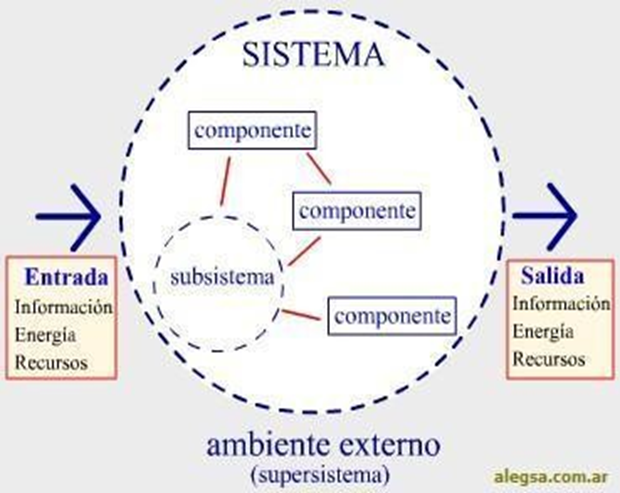 SISTEMA
componente
componente
subsistema
componente
Entrada
Información
Energía
Recursos
Salida
Información
Energía
Recursos
ambiente externo
(supersistema)
alegsa.com.ar